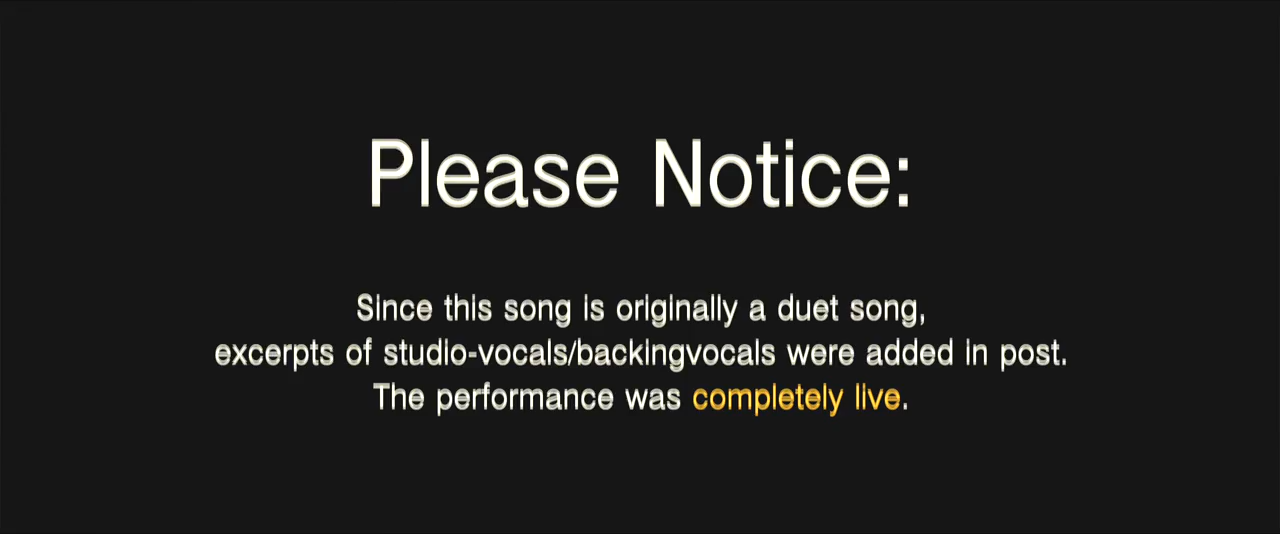 Please Notice:
Since this song is originally a duet song,
excerpts of studio-vocals/backingvocals were added in post.
The performance was completely live.